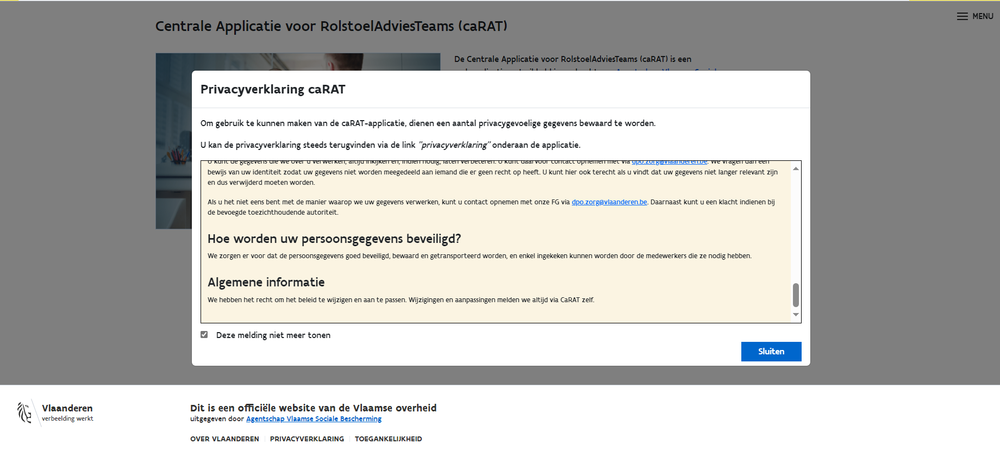 MENU
Centrale Applicatie voor RolstoelAdviesTeams (caRAT)
De Centrale Applicatie voor RolstoelAdviesTeams (caRAT) is een
Privacyverklaring caRAT
Om gebruik te kunnen maken van de caRAT-applicatie, dienen een aantal privacygevoelige gegevens bewaard te worden.
U kan de privacyverklaring steeds terugvinden via de link "privacyverklaring" onderaan de applicatie.
U kunt de gegevens die we over u verwerken, altijd inkijken en, indien nodig, laten verbeteren. U kunt daarvoor contact opnemen met via dpo.zorg@vlaanderen.be. We vragen dan een
bewijs van uw identiteit zodat uw gegevens niet worden meegedeeld aan iemand die er geen recht op heeft. U kunt hier ook terecht als u vindt dat uw gegevens niet langer relevant zijn
en dus verwijderd moeten worden.
Als u het niet eens bent met de manier waarop we uw gegevens verwerken, kunt u contact opnemen met onze FG via dpo.zorg@vlaanderen.be. Daarnaast kunt u een klacht indienen bij
de bevoegde toezichthoudende autoriteit.
Hoe worden uw persoonsgegevens beveiligd?
We zorgen er voor dat de persoonsgegevens goed beveiligd, bewaard en getransporteerd worden, en enkel ingekeken kunnen worden door de medewerkers die ze nodig hebben.
Algemene informatie
We hebben het recht om het beleid te wijzigen en aan te passen. Wijzigingen en aanpassingen melden we altijd via CaRAT zelf.
Deze melding niet meer tonen
Sluiten
Vlaanderen
verbeelding werkt
Dit is een officiële website van de Vlaamse overheid
uitgegeven door Agentschap Vlaamse Sociale Bescherming
OVER VLAANDEREN PRIVACYVERKLARING TOEGANKELIJKHEID